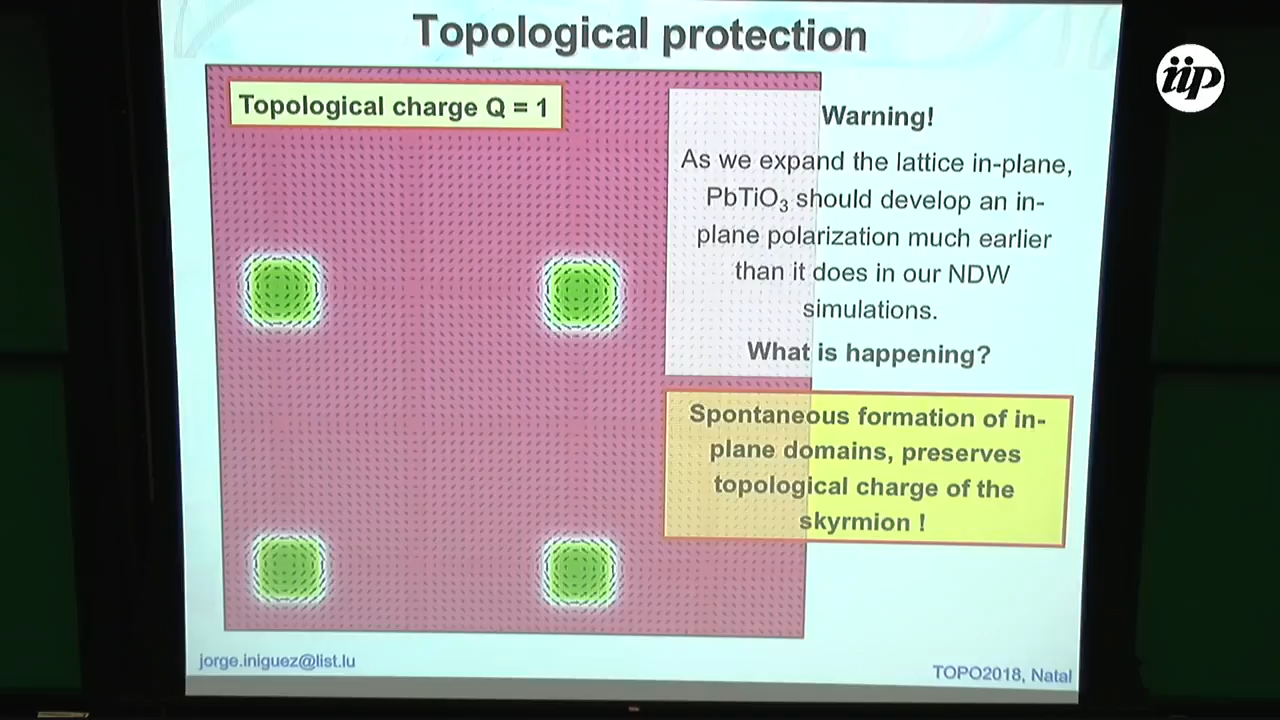 Topological protection
Topological charge Q = 1
Warning!
As we expand the lattice in-plane,
PbTiO₃ should develop an in-
plane polarization much earlier
than it does in our NDW
simulations.
What is happening?
Spontaneous formation of in-
plane domains, preserves
topological charge of the
skyrmion !
jorge.iniguez@list.lu
TOPO2018, Natal
iip